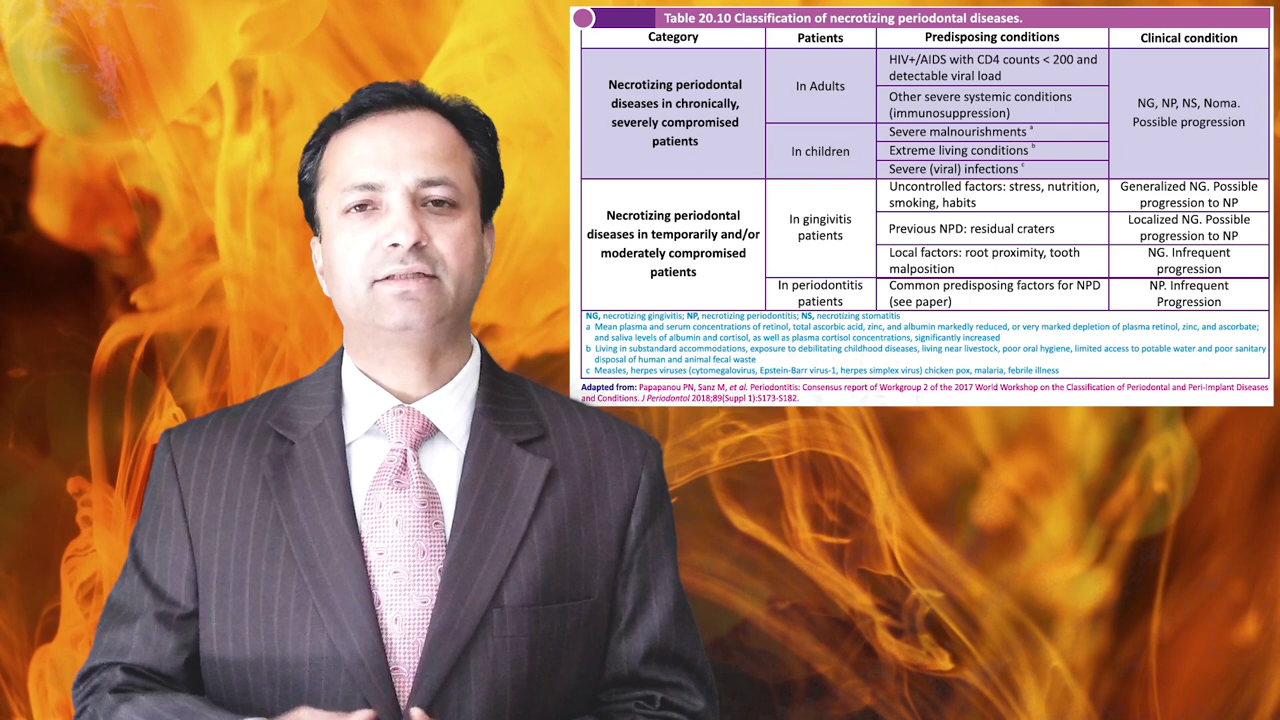 Table 20.10 Classification of necrotizing periodontal diseases.
Category
Patients
Predisposing conditions
Clinical condition
Necrotizing periodontal
diseases in chronically,
severely compromised
patients
In Adults
HIV+/AIDS with CD4 counts < 200 and
detectable viral load
Other severe systemic conditions
(immunosuppression)
In children
Severe malnourishments a
Extreme living conditions b
Severe (viral) infections c
NG, NP, NS, Noma.
Possible progression
Necrotizing periodontal
diseases in temporarily and/or
moderately compromised
patients
In gingivitis
patients
Uncontrolled factors: stress, nutrition,
smoking, habits
Generalized NG. Possible
progression to NP
Previous NPD: residual craters
Localized NG. Possible
progression to NP
Local factors: root proximity, tooth
malposition
NG. Infrequent
progression
In periodontitis
patients
Common predisposing factors for NPD
(see paper)
NP. Infrequent
Progression
NG, necrotizing gingivitis; NP, necrotizing periodontitis; NS, necrotizing stomatitis
a Mean plasma and serum concentrations of retinol, total ascorbic acid, zinc, and albumin markedly reduced, or very marked depletion of plasma retinol, zinc, and ascorbate;
and saliva levels of albumin and cortisol, as well as plasma cortisol concentrations, significantly increased
b Living in substandard accommodations, exposure to debilitating childhood diseases, living near livestock, poor oral hygiene, limited access to potable water and poor sanitary
disposal of human and animal fecal waste
c Measles, herpes viruses (cytomegalovirus, Epstein-Barr virus-1, herpes simplex virus) chicken pox, malaria, febrile illness
Adapted from: Papapanou PN, Sanz M, et al. Periodontitis: Consensus report of Workgroup 2 of the 2017 World Workshop on the Classification of Periodontal and Peri-Implant Diseases
and Conditions. J Periodontol 2018;89(Suppl 1):S173-S182.